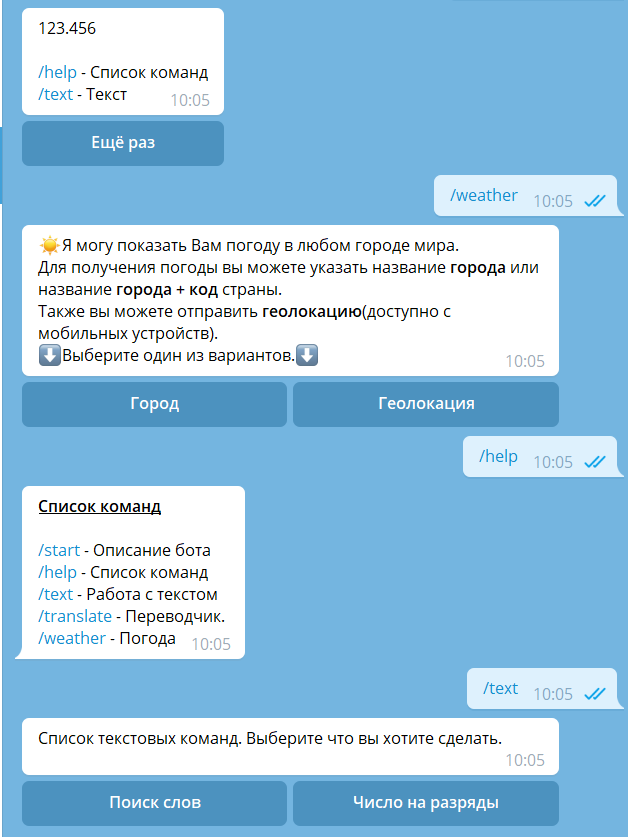 123.456
/help - Список команд
/text - Текст
10:05
Ещё раз
/weather 10:05
Я могу показать Вам погоду в любом городе мира.
Для получения погоды вы можете указать название города или
название города + код страны.
Также вы можете отправить геолокацию(доступно с
мобильных устройств).
Выберите один из вариантов.
10:05
Город
Геолокация
/help 10:05
Список команд
/start - Описание бота
/help - Список команд
/text - Работа с текстом
/translate - Переводчик.
/weather - Погода
10:05
/text 10:05
Список текстовых команд. Выберите что вы хотите сделать.
10:05
Поиск слов
Число на разряды